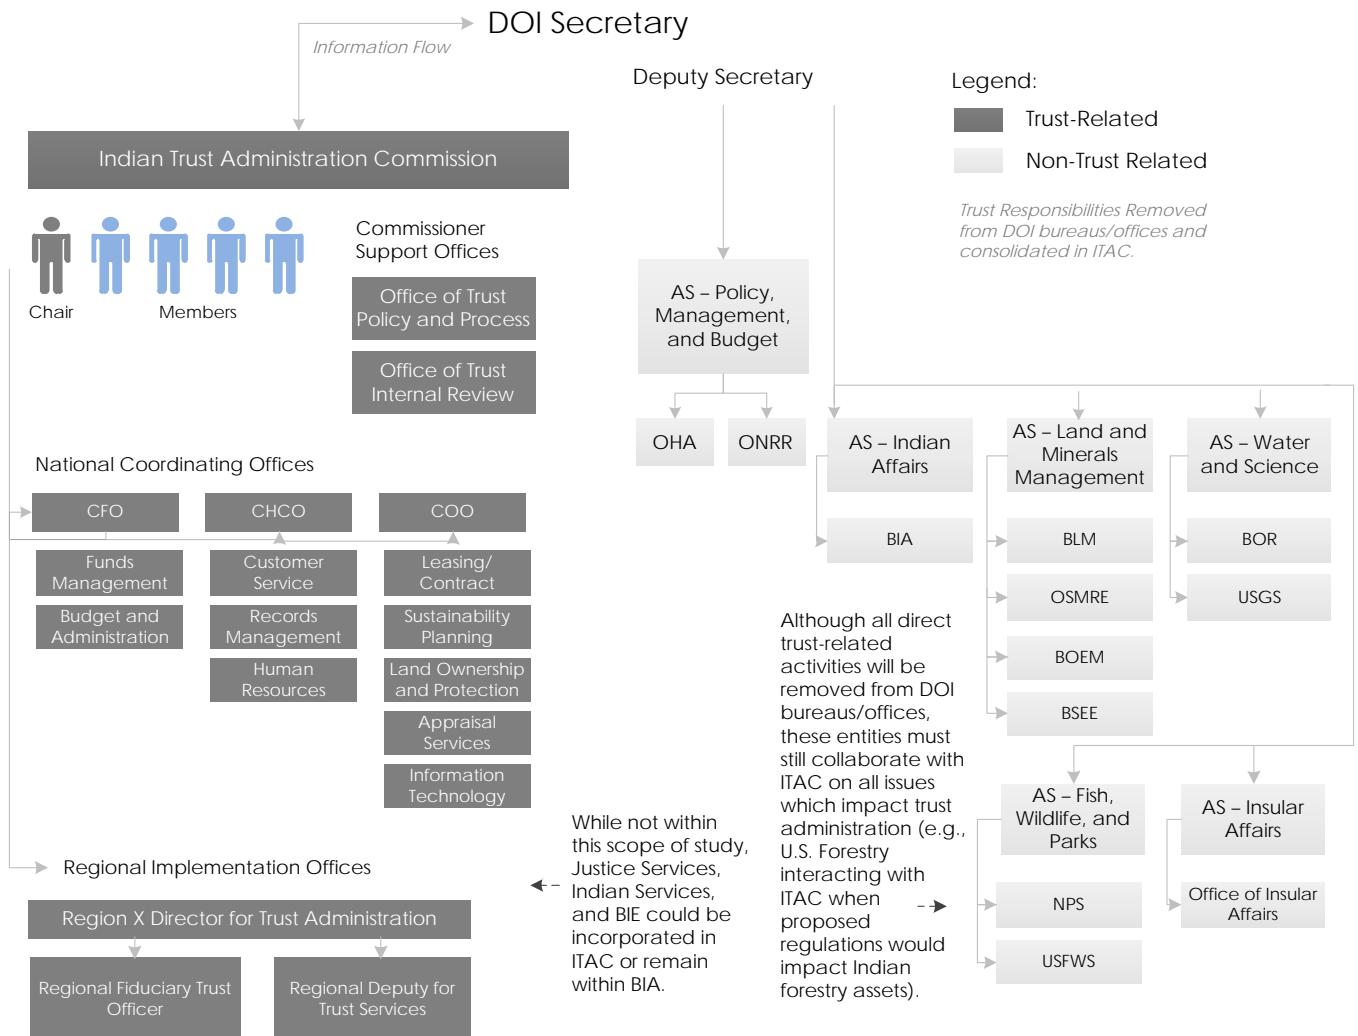 DOI Secretary
Information Flow
Deputy Secretary
Legend:
Trust-Related
Non-Trust Related
Trust Responsibilities Removed
from DOI bureaus/offices and
consolidated in ITAC.
Indian Trust Administration Commission
Chair
Members
Commissioner
Support Offices
Office of Trust
Policy and Process
Office of Trust
Internal Review
National Coordinating Offices
CFO
Funds
Management
Budget and
Administration
CHCO
Customer
Service
Records
Management
Human
Resources
COO
Leasing/
Contract
Sustainability
Planning
Land Ownership
and Protection
Appraisal
Services
Information
Technology
Regional Implementation Offices
Region X Director for Trust Administration
Regional Fiduciary Trust
Officer
Regional Deputy for
Trust Services
While not within
this scope of study,
Justice Services,
Indian Services,
and BIE could be
incorporated in
ITAC or remain
within BIA.
AS – Policy,
Management,
and Budget
OHA
ONRR
AS – Indian
Affairs
BIA
AS – Land and
Minerals
Management
BLM
OSMRE
BOEM
BSEE
AS – Water
and Science
BOR
USGS
Although all direct
trust-related
activities will be
removed from DOI
bureaus/offices,
these entities must
still collaborate with
ITAC on all issues
which impact trust
administration (e.g.,
U.S. Forestry
interacting with
ITAC when
proposed
regulations would
impact Indian
forestry assets).
AS – Fish,
Wildlife, and
Parks
NPS
USFWS
AS – Insular
Affairs
Office of Insular
Affairs